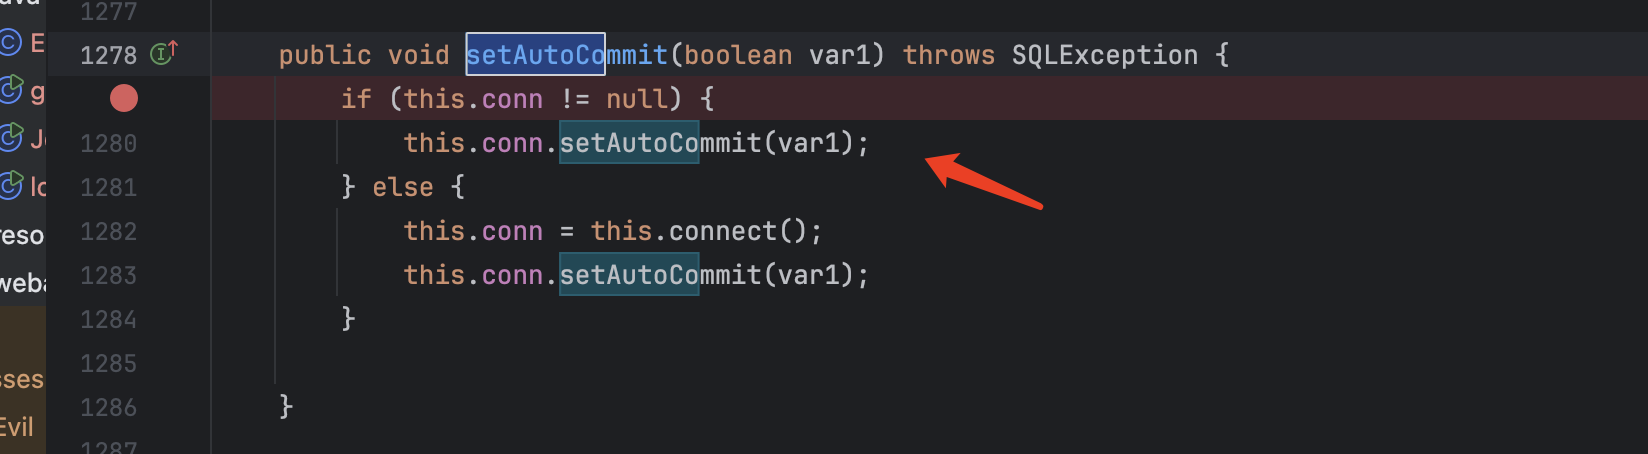 1277
E
1278 public void setAutoCommit(boolean var1) throws SQLException {
g if (this.conn != null) {
J 1280 this.conn.setAutoCommit(var1);
1281 } else {
reso 1282 this.conn = this.connect();
weba 1283 this.conn.setAutoCommit(var1);
1284 }
1285
sses
Evil 1286 }
1287